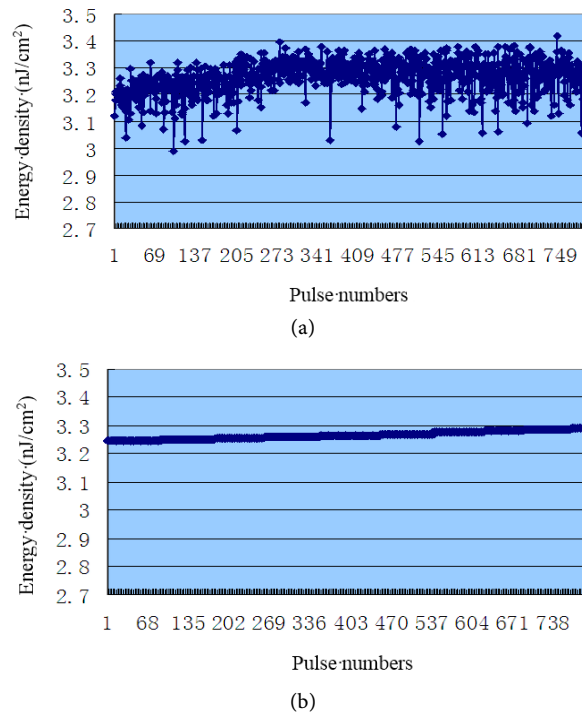 3.5
3.4
3.3
3.2
3.1
3
2.9
2.8
2.7
Energy·density·(nJ/cm²)
1 69 137 205 273 341 409 477 545 613 681 749
Pulse·numbers
(a)
3.5
3.4
3.3
3.2
3.1
3
2.9
2.8
2.7
Energy·density·(nJ/cm²)
1 68 135 202 269 336 403 470 537 604 671 738
Pulse·numbers
(b)